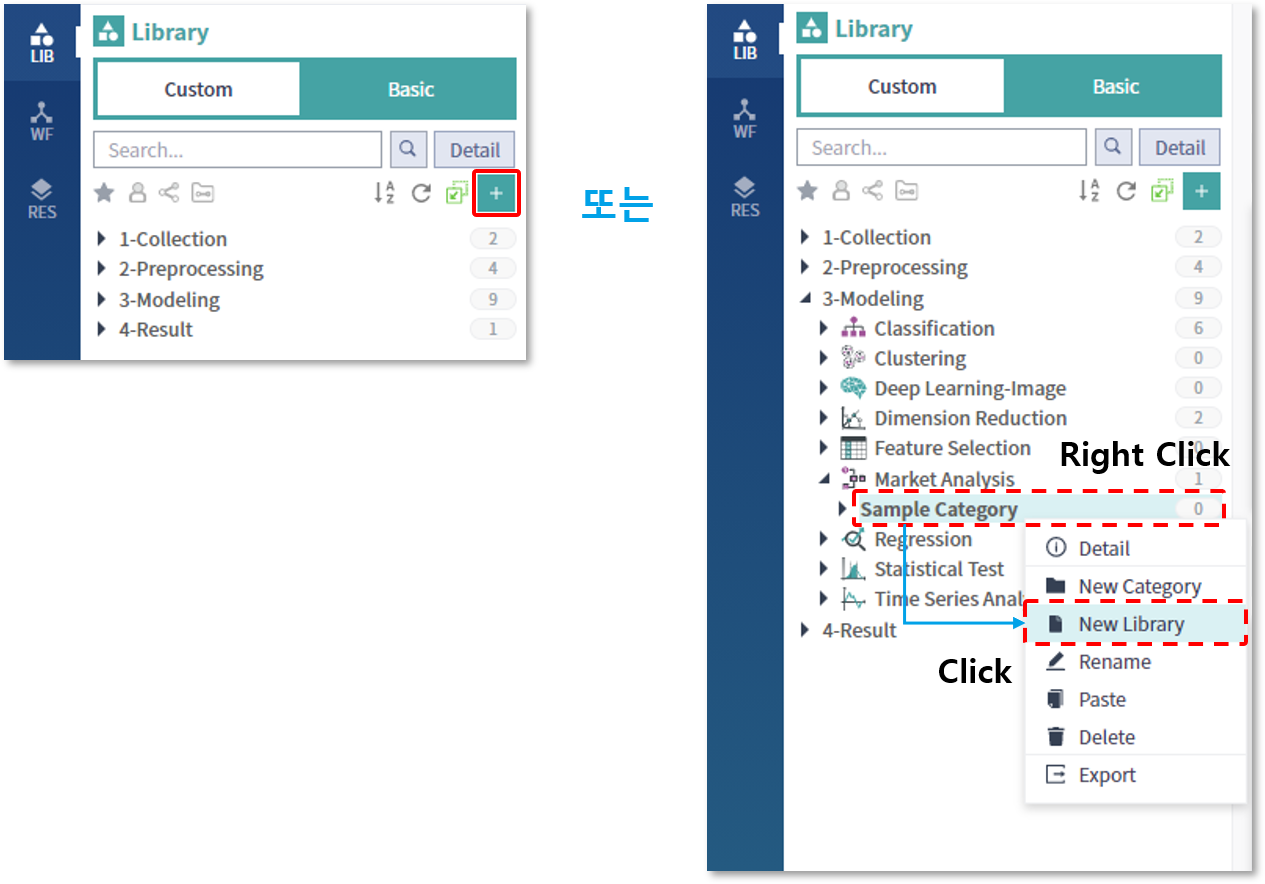 LIB
WF
RES
Library
Custom Basic
Search... Detail
1-Collection 2
2-Preprocessing 4
3-Modeling 9
4-Result 1
또는
LIB
WF
RES
Library
Custom Basic
Search... Detail
1-Collection 2
2-Preprocessing 4
3-Modeling 9
Classification 6
Clustering 0
Deep Learning-Image 0
Dimension Reduction 2
Feature Selection 0
Right Click
Market Analysis 1
Sample Category 0
Regression
Statistical Test
Time Series Anal
4-Result
Detail
New Category
New Library
Click
Rename
Paste
Delete
Export